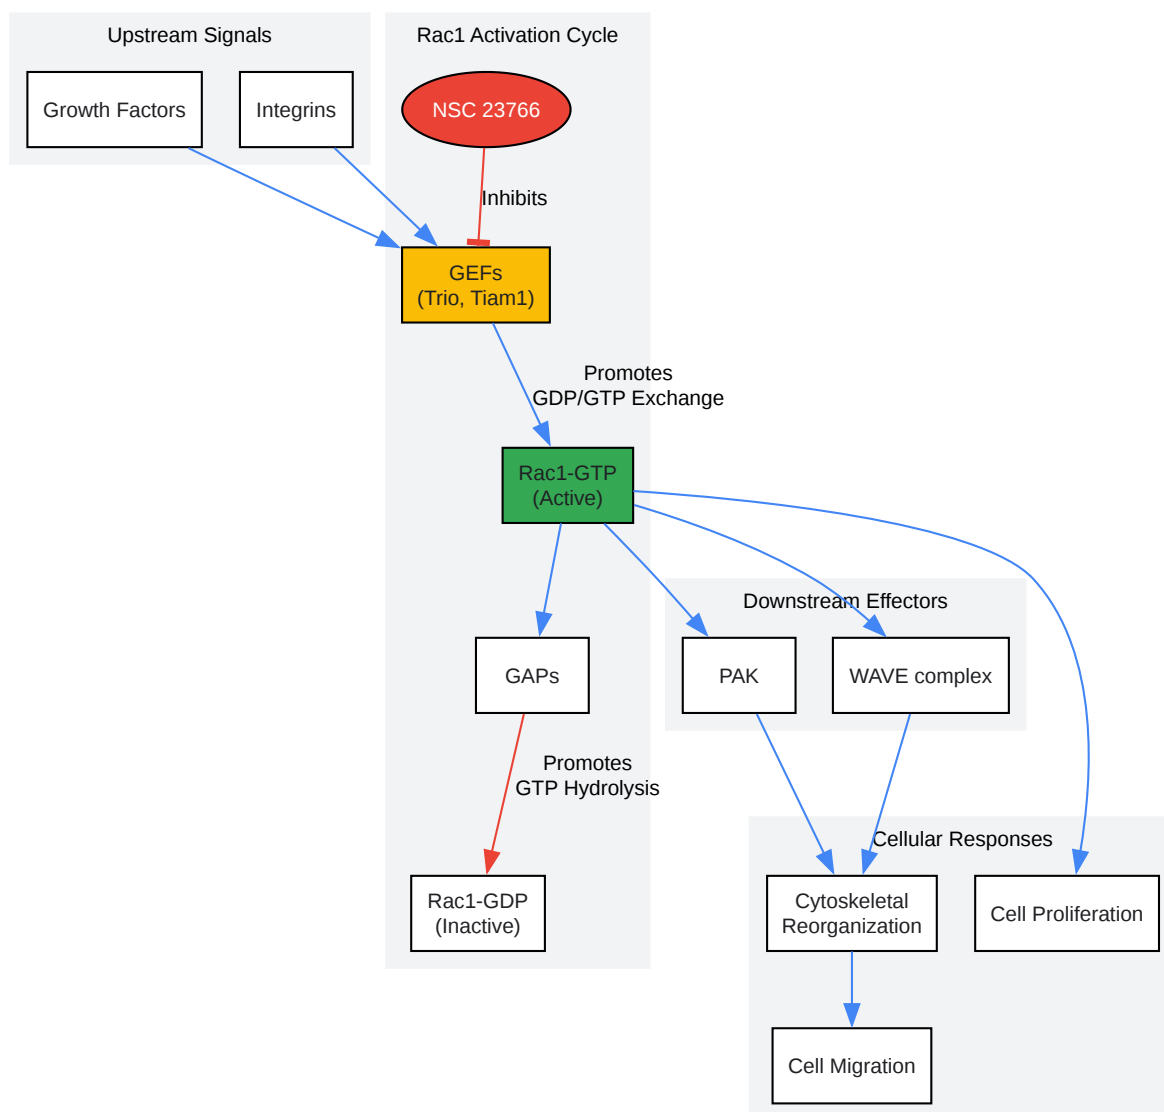 Upstream Signals
Rac1 Activation Cycle
Growth Factors
Integrins
NSC 23766
Inhibits
GEFs
(Trio, Tiam1)
Promotes
GDP/GTP Exchange
Rac1-GTP
(Active)
Downstream Effectors
GAPs
PAK
WAVE complex
Promotes
GTP Hydrolysis
Cellular Responses
Rac1-GDP
(Inactive)
Cytoskeletal
Reorganization
Cell Proliferation
Cell Migration